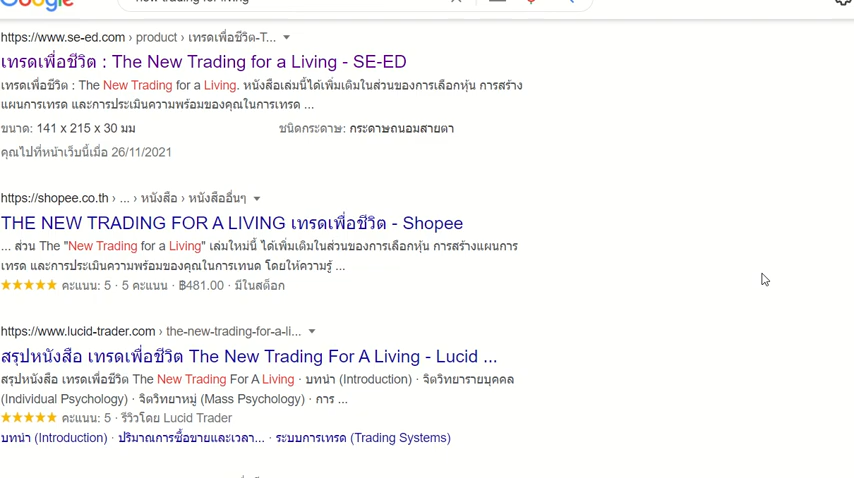 Google
https://www.se-ed.com › product › เทรดเพื่อชีวิต-T...
เทรดเพื่อชีวิต : The New Trading for a Living - SE-ED
เทรดเพื่อชีวิต : The New Trading for a Living. หนังสือเล่มนี้ได้เพิ่มเติมในส่วนของการเลือกหุ้น การสร้าง
แผนการเทรด และการประเมินความพร้อมของคุณในการเทรด ...
ขนาด: 141 x 215 x 30 มม ชนิดกระดาษ: กระดาษถนอมสายตา
คุณไปที่หน้าเว็บนี้เมื่อ 26/11/2021
https://shopee.co.th › ... › หนังสือ › หนังสืออื่นๆ
THE NEW TRADING FOR A LIVING เทรดเพื่อชีวิต - Shopee
... ส่วน The "New Trading for a Living" เล่มใหม่นี้ ได้เพิ่มเติมในส่วนของการเลือกหุ้น การสร้างแผนการ
เทรด และการประเมินความพร้อมของคุณในการเทนด โดยให้ความรู้ ...
คะแนน: 5 · 5 คะแนน · ฿481.00 · มีในสต็อก
https://www.lucid-trader.com › the-new-trading-for-a-li...
สรุปหนังสือ เทรดเพื่อชีวิต The New Trading For A Living - Lucid ...
สรุปหนังสือ เทรดเพื่อชีวิต The New Trading For A Living · บทนำ (Introduction) · จิตวิทยารายบุคคล
(Individual Psychology) · จิตวิทยาหมู่ (Mass Psychology) · การ ...
คะแนน: 5 · รีวิวโดย Lucid Trader
บทนำ (Introduction) · ปริมาณการซื้อขายและเวลา... · ระบบการเทรด (Trading Systems)